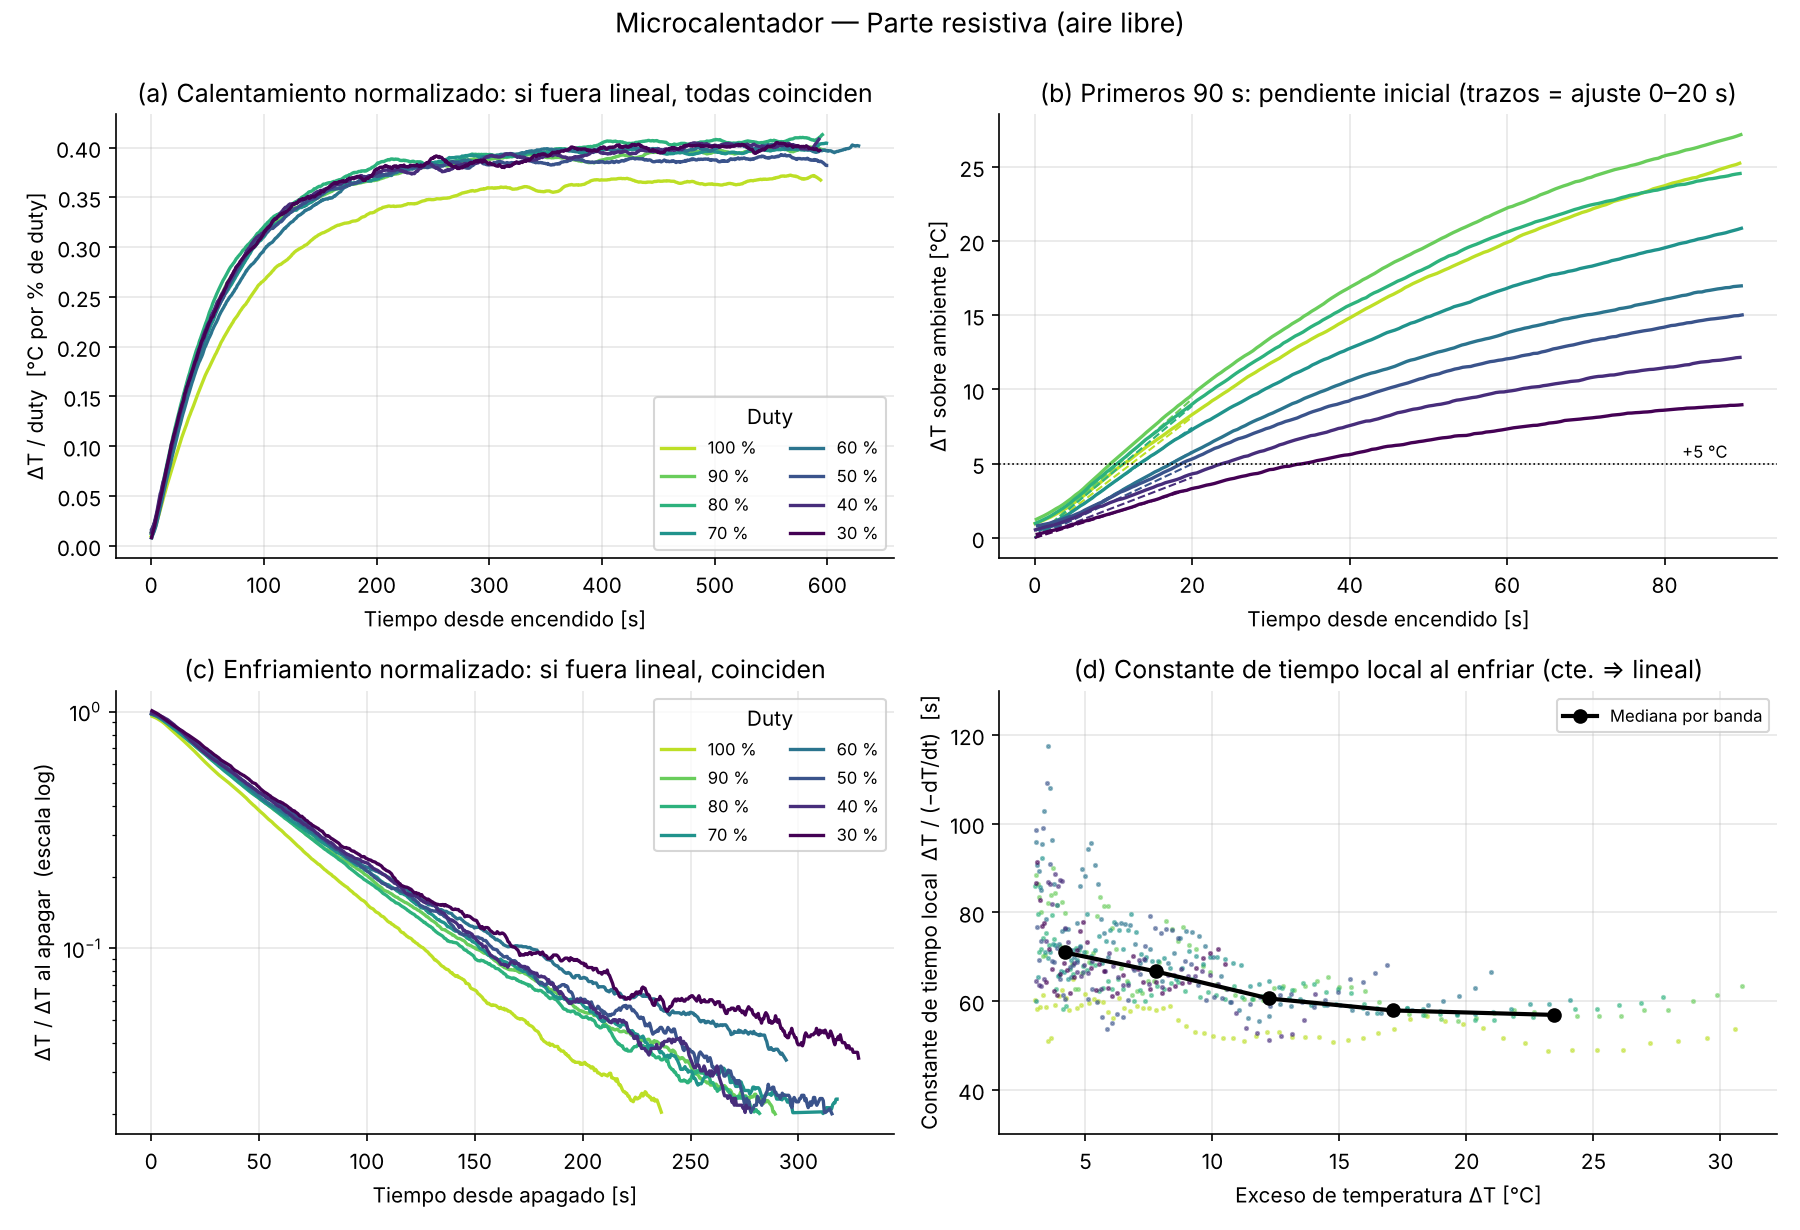 Microcalentador — Parte resistiva (aire libre)
(a) Calentamiento normalizado: si fuera lineal, todas coinciden
ΔT / duty [°C por % de duty]
0.40
0.35
0.30
0.25
0.20
0.15
0.10
0.05
0.00
Duty
100 % 60 %
90 % 50 %
80 % 40 %
70 % 30 %
0 100 200 300 400 500 600
Tiempo desde encendido [s]
(b) Primeros 90 s: pendiente inicial (trazos = ajuste 0–20 s)
ΔT sobre ambiente [°C]
25
20
15
10
5
0
+5 °C
0 20 40 60 80
Tiempo desde encendido [s]
(c) Enfriamiento normalizado: si fuera lineal, coinciden
ΔT / ΔT al apagar (escala log)
10⁰
10⁻¹
Duty
100 % 60 %
90 % 50 %
80 % 40 %
70 % 30 %
0 50 100 150 200 250 300
Tiempo desde apagado [s]
(d) Constante de tiempo local al enfriar (cte. ⇒ lineal)
Constante de tiempo local ΔT / (−dT/dt) [s]
120
100
80
60
40
Mediana por banda
5 10 15 20 25 30
Exceso de temperatura ΔT [°C]